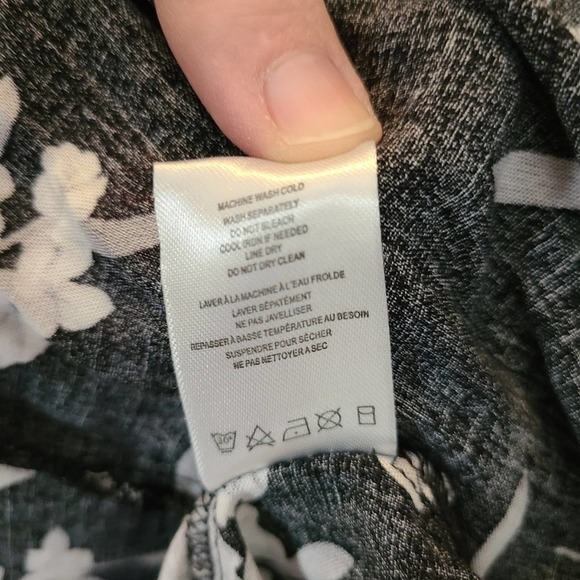 MACHINE WASH COLD
WASH SEPARATELY
DO NOT BLEACH
COOL IRON IF NEEDED
LINE DRY
DO NOT DRY CLEAN
LAVER À LA MACHINE À L'EAU FROIDE
LAVER SÉPATÉMENT
NE PAS JAVELLISER
REPASSER À BASSE TEMPÉRATURE AU BESOIN
SUSPENDRE POUR SÉCHER
NE PAS NETTOYER A SEC
30°